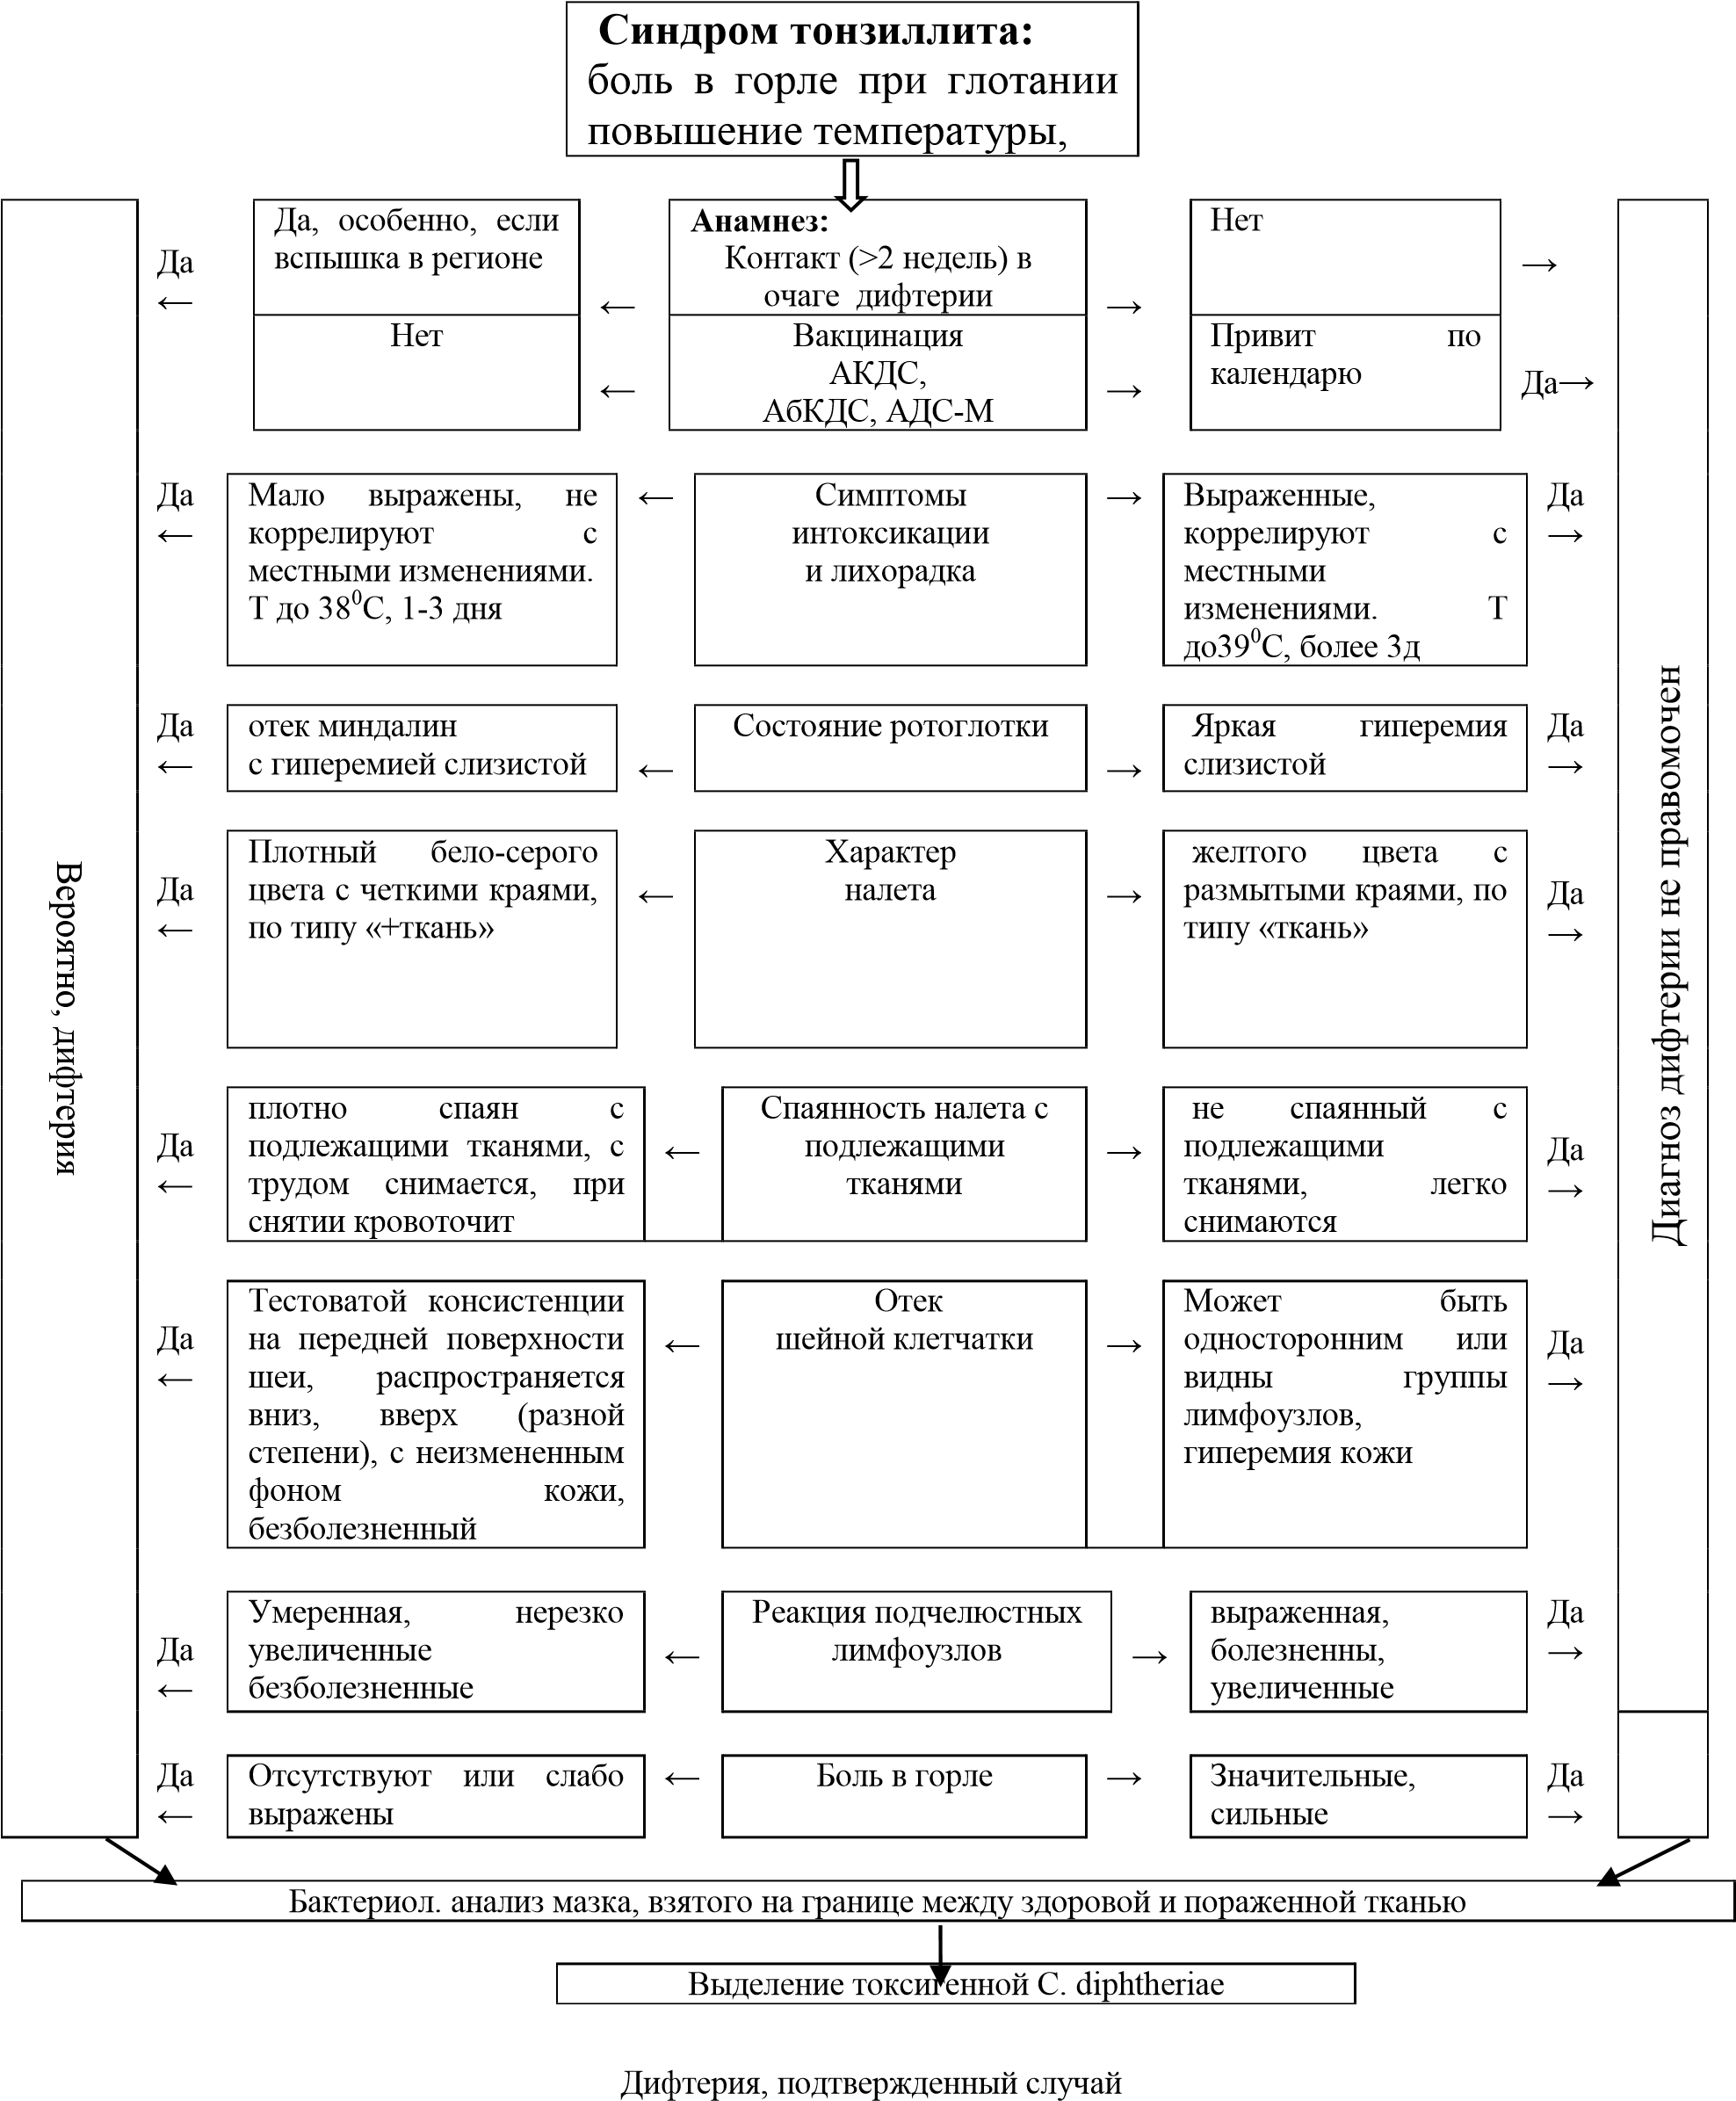 Синдром тонзиллита:
боль в горле при глотании
повышение температуры,
Да
←
Да, особенно, если
вспышка в регионе
←
Анамнез:
Контакт (>2 недель) в
очаге дифтерии
→
Нет
→
Нет
←
Вакцинация
АКДС,
АбКДС, АДС-М
→
Привит по
календарю
Да→
Да
←
Мало выражены, не
коррелируют с
местными изменениями.
Т до 38⁰С, 1-3 дня
←
Симптомы
интоксикации
и лихорадка
→
Выраженные,
коррелируют с
местными
изменениями. Т
до39⁰С, более 3д
Да
→
Да
←
отек миндалин
с гиперемией слизистой
←
Состояние ротоглотки
→
Яркая гиперемия
слизистой
Да
→
Вероятно, дифтерия
Да
←
Плотный бело-серого
цвета с четкими краями,
по типу «+ткань»
←
Характер
налета
→
желтого цвета с
размытыми краями, по
типу «ткань»
Да
→
Диагноз дифтерии не правомочен
Да
←
плотно спаян с
подлежащими тканями, с
трудом снимается, при
снятии кровоточит
←
Спаянность налета с
подлежащими
тканями
→
не спаянный с
подлежащими
тканями, легко
снимаются
Да
→
Да
←
Тестоватой консистенции
на передней поверхности
шеи, распространяется
вниз, вверх (разной
степени), с неизмененным
фоном кожи,
безболезненный
←
Отек
шейной клетчатки
→
Может быть
односторонним или
видны группы
лимфоузлов,
гиперемия кожи
Да
→
Да
←
Умеренная, нерезко
увеличенные
безболезненные
←
Реакция подчелюстных
лимфоузлов
→
выраженная,
болезненны,
увеличенные
Да
→
Да
←
Отсутствуют или слабо
выражены
←
Боль в горле
→
Значительные,
сильные
Да
→
Бактериол. анализ мазка, взятого на границе между здоровой и пораженной тканью
Выделение токсигенной C. diphtheriae
Дифтерия, подтвержденный случай